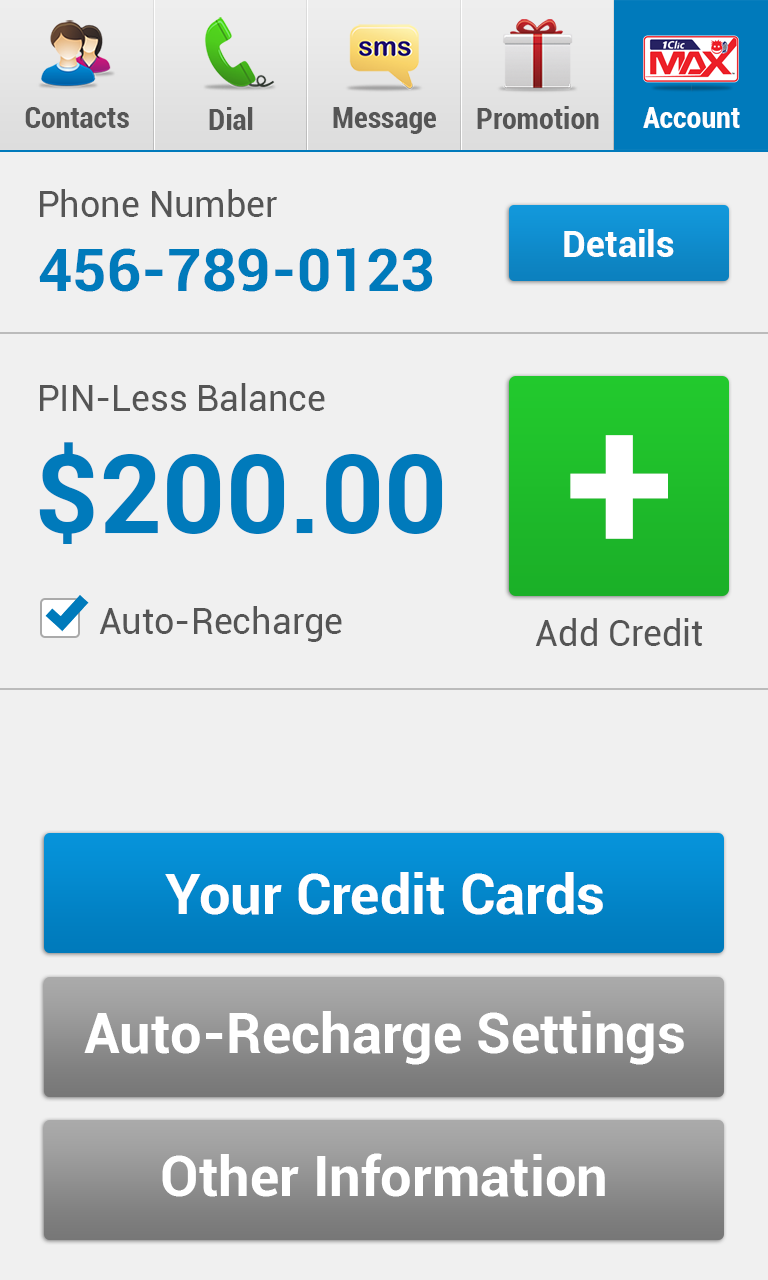 sms
1Clic
MAX
Contacts
Dial
Message
Promotion
Account
Phone Number
456-789-0123
Details
PIN-Less Balance
$200.00
Auto-Recharge
Add Credit
Your Credit Cards
Auto-Recharge Settings
Other Information